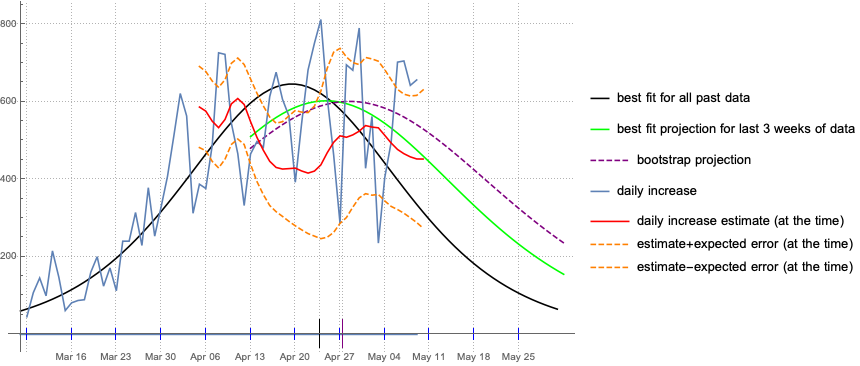 800
600
400
200
Mar 16 Mar 23 Mar 30 Apr 06 Apr 13 Apr 20 Apr 27 May 04 May 11 May 18 May 25
best fit for all past data
best fit projection for last 3 weeks of data
bootstrap projection
daily increase
daily increase estimate (at the time)
estimate+expected error (at the time)
estimate−expected error (at the time)